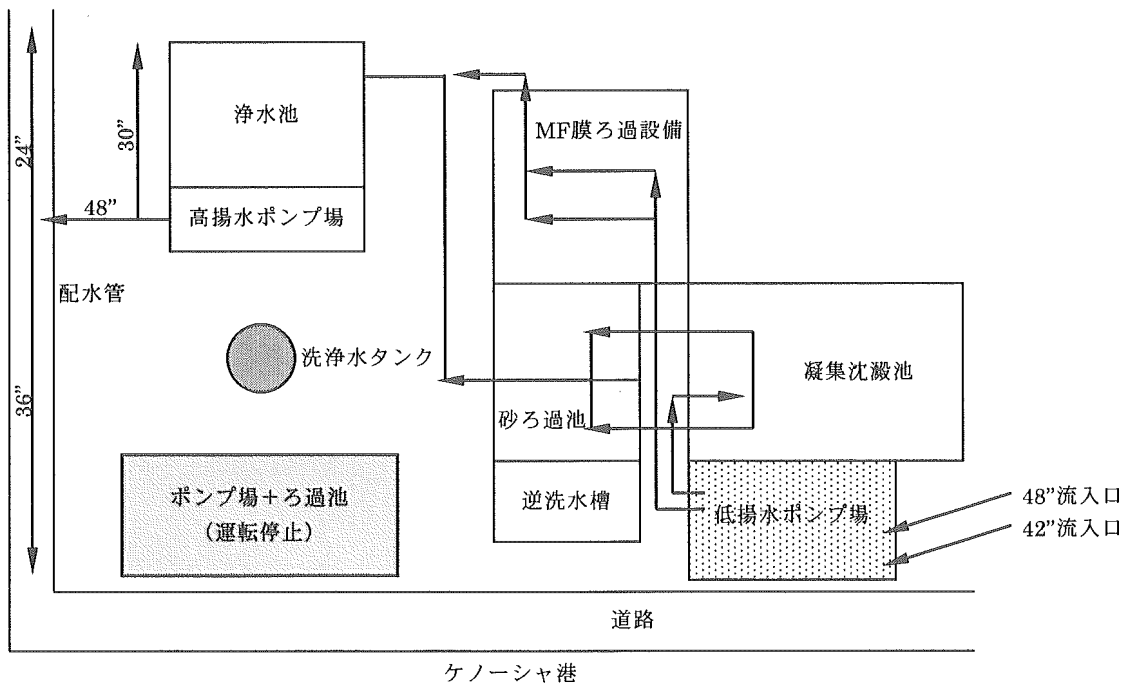 浄水池
MF膜ろ過設備
24”
30”
48”
高揚水ポンプ場
配水管
洗浄水タンク
凝集沈澱池
36”
砂ろ過池
ポンプ場＋ろ過池
（運転停止）
逆洗水槽
低揚水ポンプ場
48”流入口
42”流入口
道路
ケノーシャ港